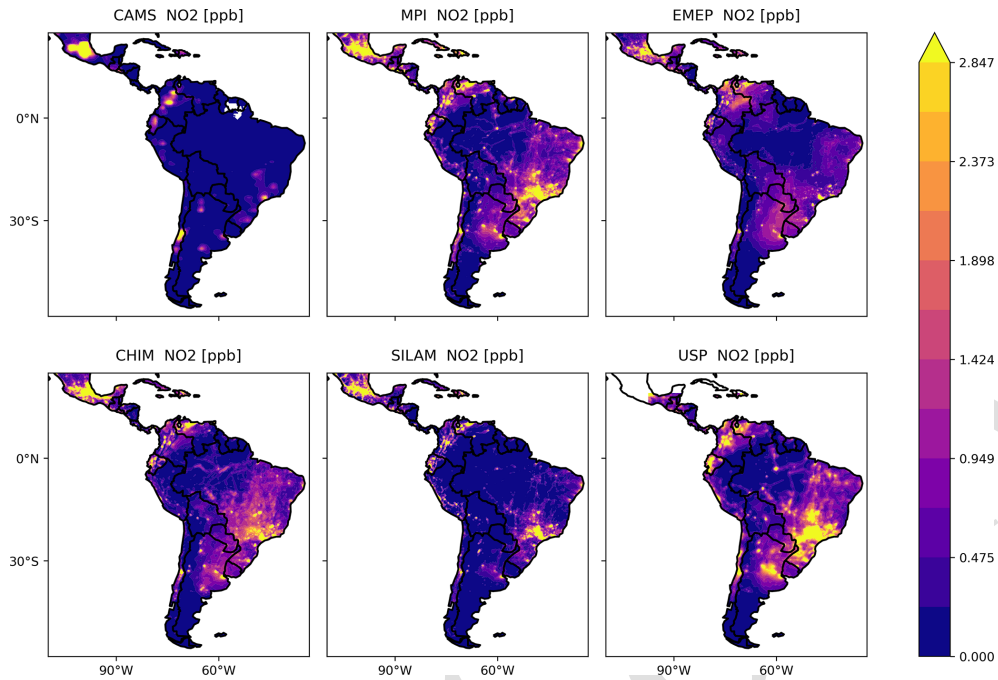 CAMS NO2 [ppb]
MPI NO2 [ppb]
EMEP NO2 [ppb]
0°N
30°S
CHIM NO2 [ppb]
SILAM NO2 [ppb]
USP NO2 [ppb]
0°N
30°S
90°W
60°W
90°W
60°W
90°W
60°W
2.847
2.373
1.898
1.424
0.949
0.475
0.000